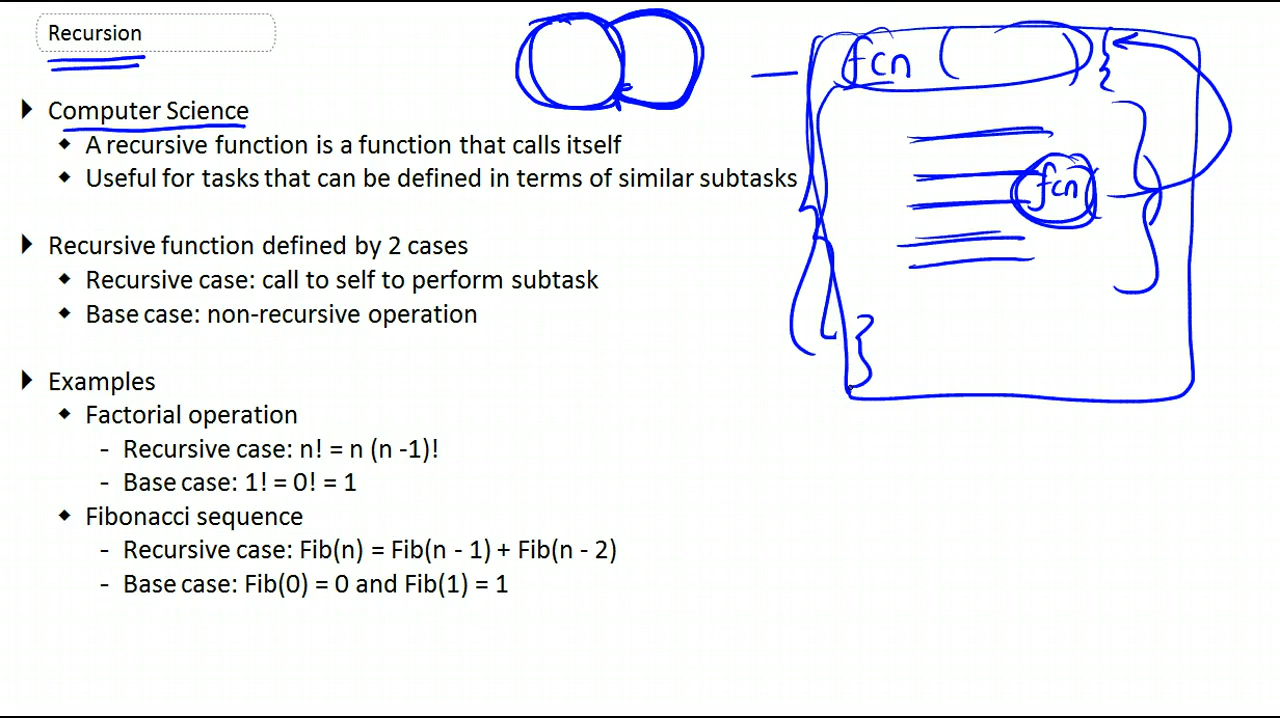 Recursion
Computer Science
A recursive function is a function that calls itself
Useful for tasks that can be defined in terms of similar subtasks
Recursive function defined by 2 cases
Recursive case: call to self to perform subtask
Base case: non-recursive operation
Examples
Factorial operation
- Recursive case: n! = n (n -1)!
- Base case: 1! = 0! = 1
Fibonacci sequence
- Recursive case: Fib(n) = Fib(n - 1) + Fib(n - 2)
- Base case: Fib(0) = 0 and Fib(1) = 1
fcn ( )
fcn